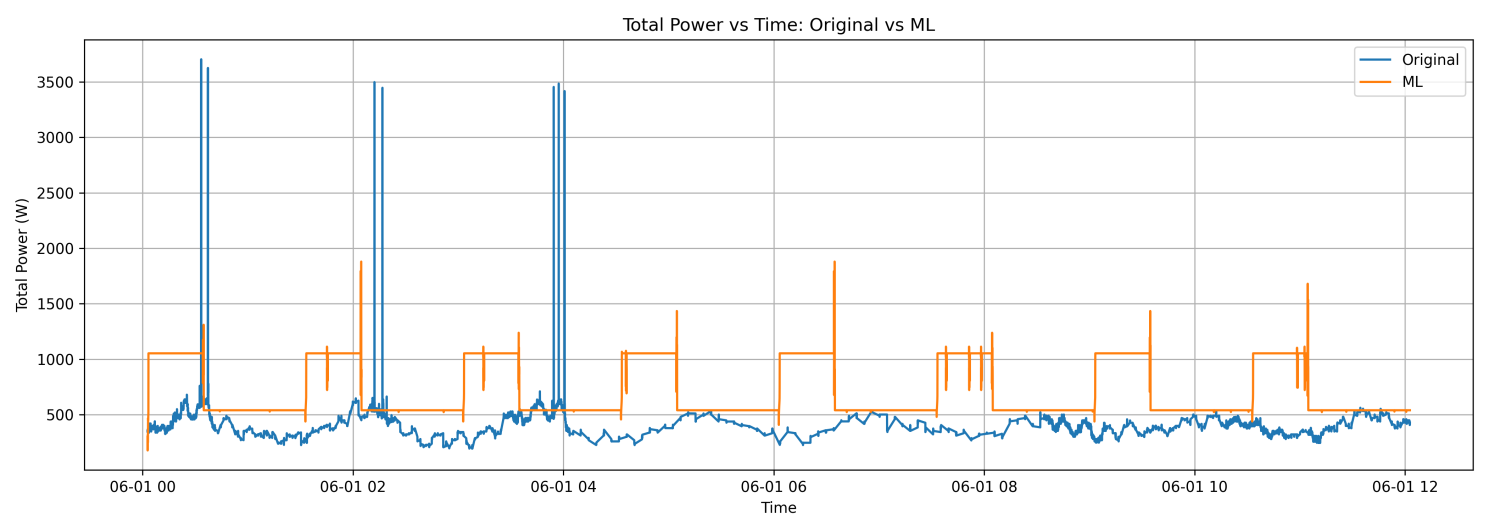 Total Power vs Time: Original vs ML
Original
ML
Total Power (W)
3500
3000
2500
2000
1500
1000
500
06-01 00
06-01 02
06-01 04
06-01 06
06-01 08
06-01 10
06-01 12
Time